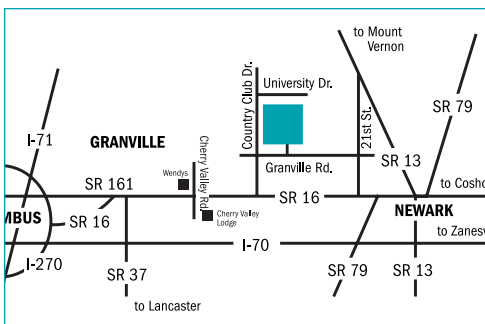 to Mount
Vernon
Country Club Dr.
University Dr.
SR 79
I-71
GRANVILLE
Cherry Valley Rd.
21st St.
Granville Rd.
SR 13
Wendys
SR 161
SR 16
to Cosho
MBUS
SR 16
Cherry Valley
Lodge
NEWARK
to Zanesv
I-70
I-270
SR 37
SR 79
SR 13
to Lancaster